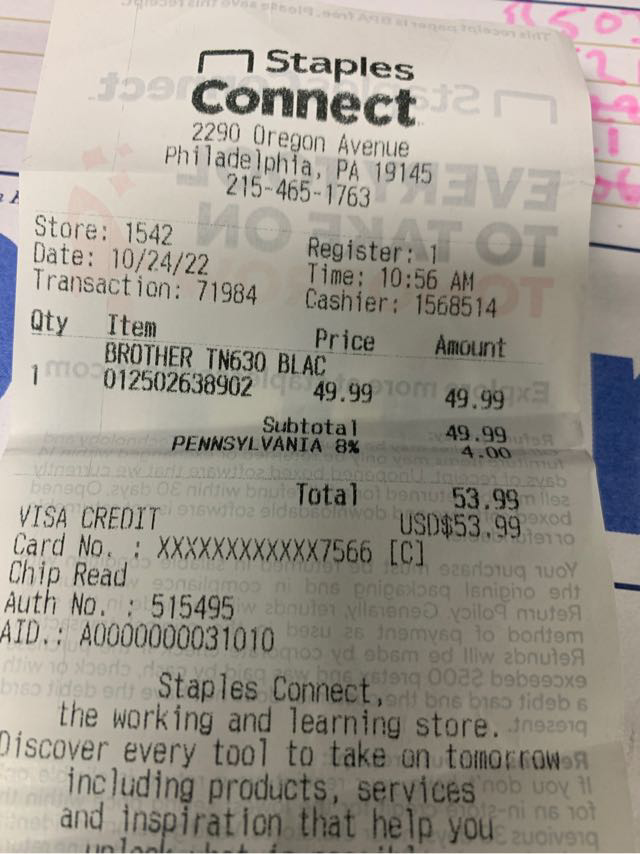 Staples
Connect
2290 Oregon Avenue
Philadelphia, PA 19145
215-465-1763
Store: 1542 Register: 1
Date: 10/24/22 Time: 10:56 AM
Transaction: 71984 Cashier: 1568514
Qty Item Price Amount
BROTHER TN630 BLAC
1 012502638902 49.99 49.99
Subtotal 49.99
PENNSYLVANIA 8% 4.00
Total 53.99
VISA CREDIT USD$53.99
Card No. : XXXXXXXXXXXX7566 [C]
Chip Read
Auth No. : 515495
AID.: A0000000031010
Staples Connect,
the working and learning store.
Discover every tool to take on tomorrow
including products, services
and inspiration that help you